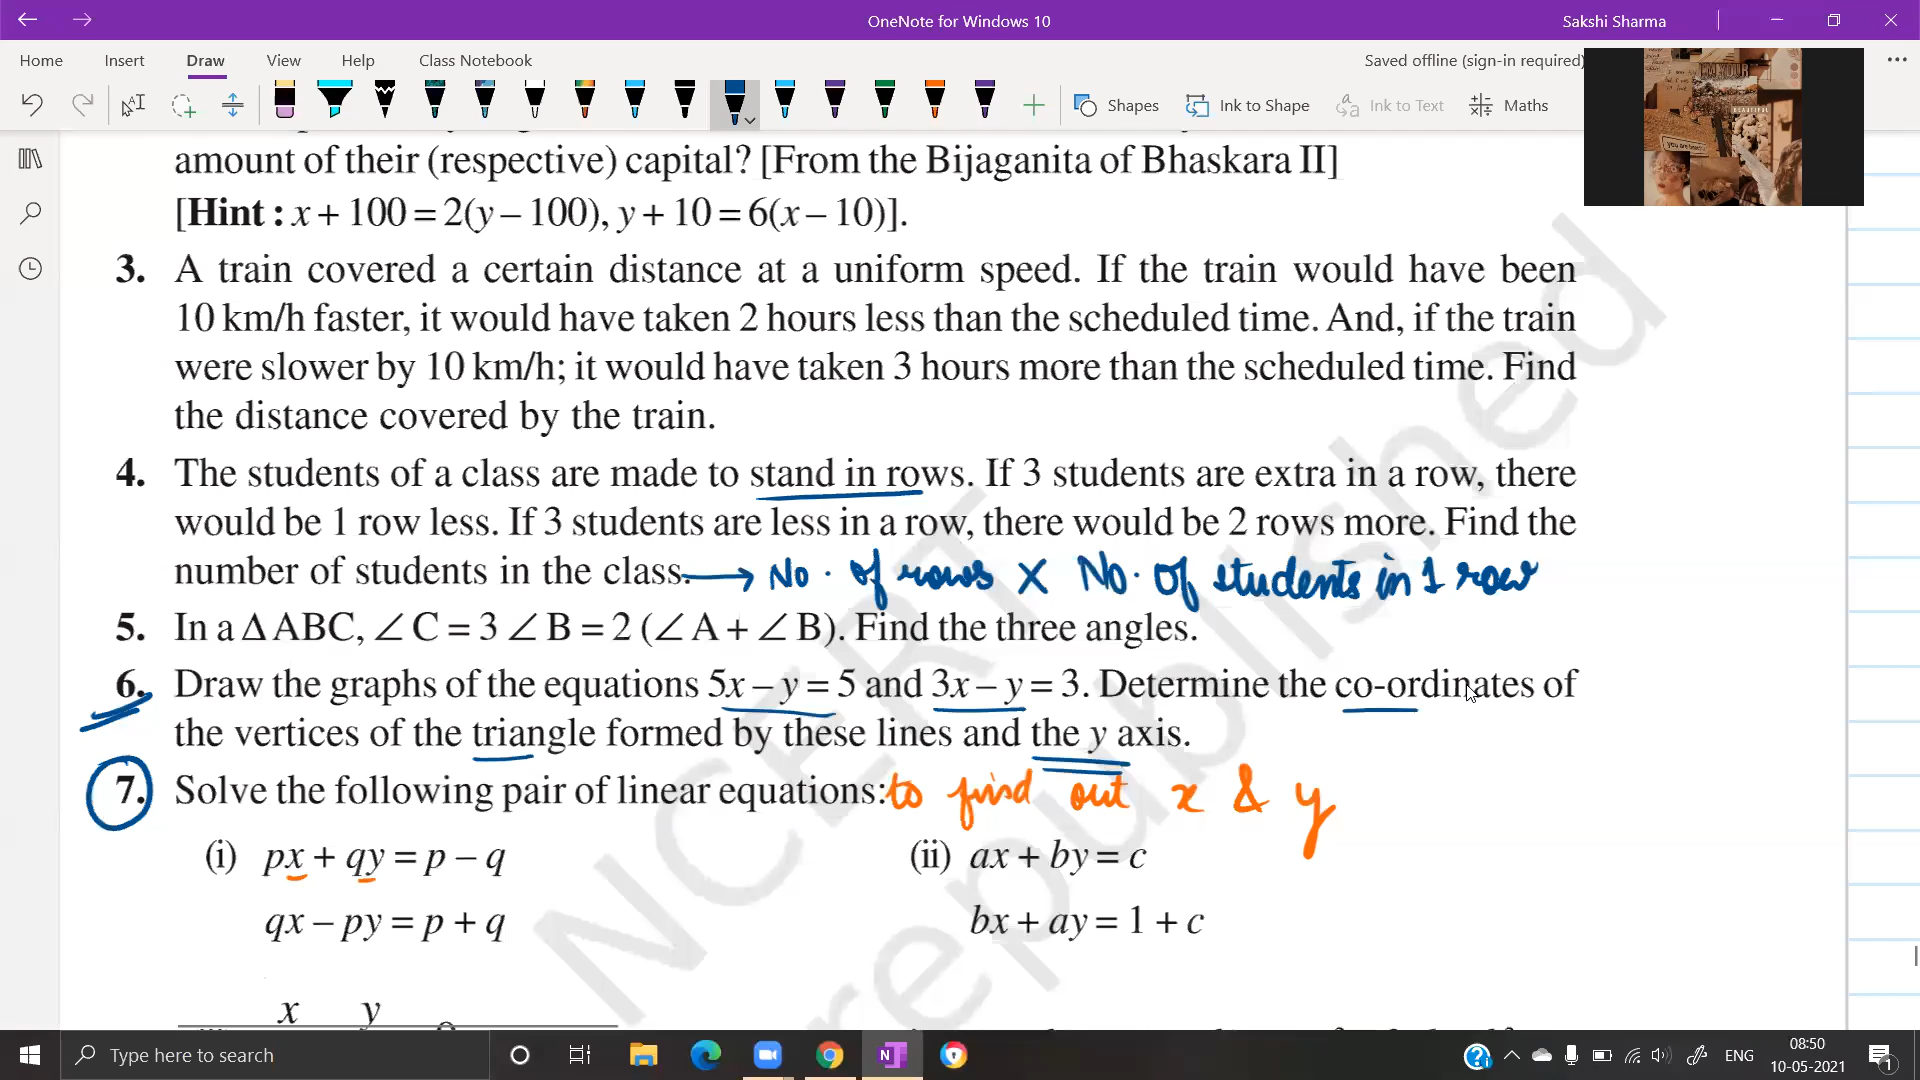 OneNote for Windows 10
Sakshi Sharma
Home Insert Draw View Help Class Notebook
Saved offline (sign-in required)
Shapes Ink to Shape Ink to Text Maths
amount of their (respective) capital? [From the Bijaganita of Bhaskara II]
[Hint : x + 100 = 2(y – 100), y + 10 = 6(x – 10)].
3. A train covered a certain distance at a uniform speed. If the train would have been
10 km/h faster, it would have taken 2 hours less than the scheduled time. And, if the train
were slower by 10 km/h; it would have taken 3 hours more than the scheduled time. Find
the distance covered by the train.
4. The students of a class are made to stand in rows. If 3 students are extra in a row, there
would be 1 row less. If 3 students are less in a row, there would be 2 rows more. Find the
number of students in the class. → No. of rows X No. of students in 1 row
5. In a Δ ABC, ∠ C = 3 ∠ B = 2 (∠ A + ∠ B). Find the three angles.
6. Draw the graphs of the equations 5x – y = 5 and 3x – y = 3. Determine the co-ordinates of
the vertices of the triangle formed by these lines and the y axis.
7. Solve the following pair of linear equations: to find out x & y
(i) px + qy = p – q (ii) ax + by = c
qx – py = p + q bx + ay = 1 + c
x y
NCERT
republished
Type here to search
ENG
08:50
10-05-2021
1